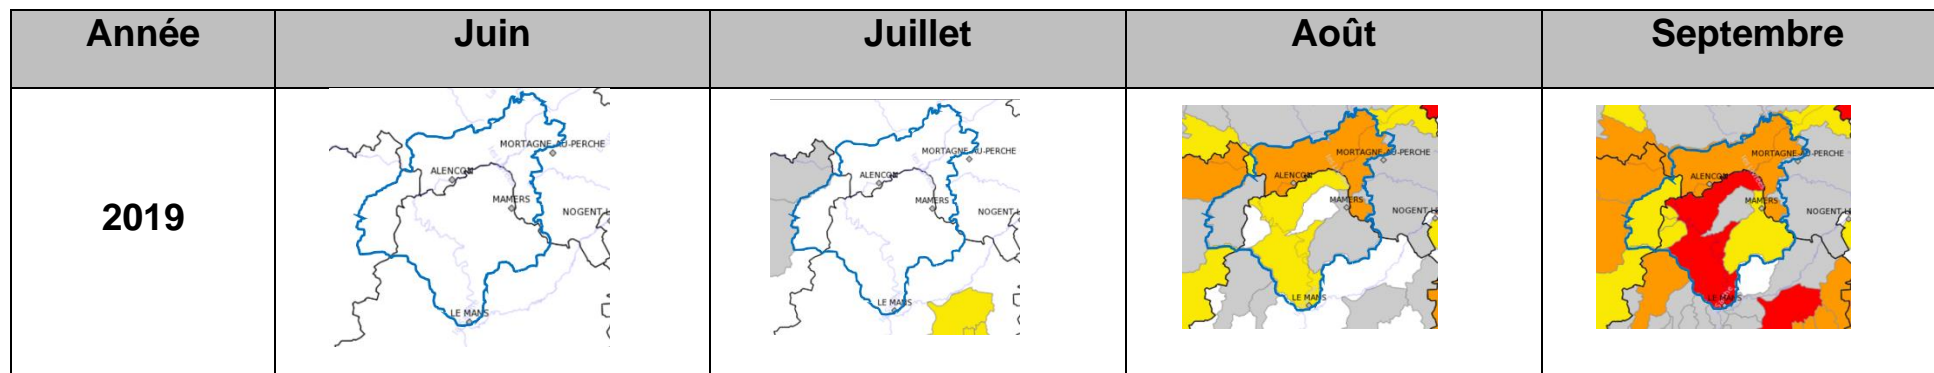 Année Juin Juillet Août Septembre
2019
MORTAGNE-AU-PERCHE
ALENCON
MAMERS
NOGENT-L
LE MANS
MORTAGNE-AU-PERCHE
ALENCON
MAMERS
NOGENT-L
LE MANS
MORTAGNE-AU-PERCHE
ALENCON
MAMERS
NOGENT-L
LE MANS
MORTAGNE-AU-PERCHE
ALENCON
MAMERS
NOGENT-L
LE MANS